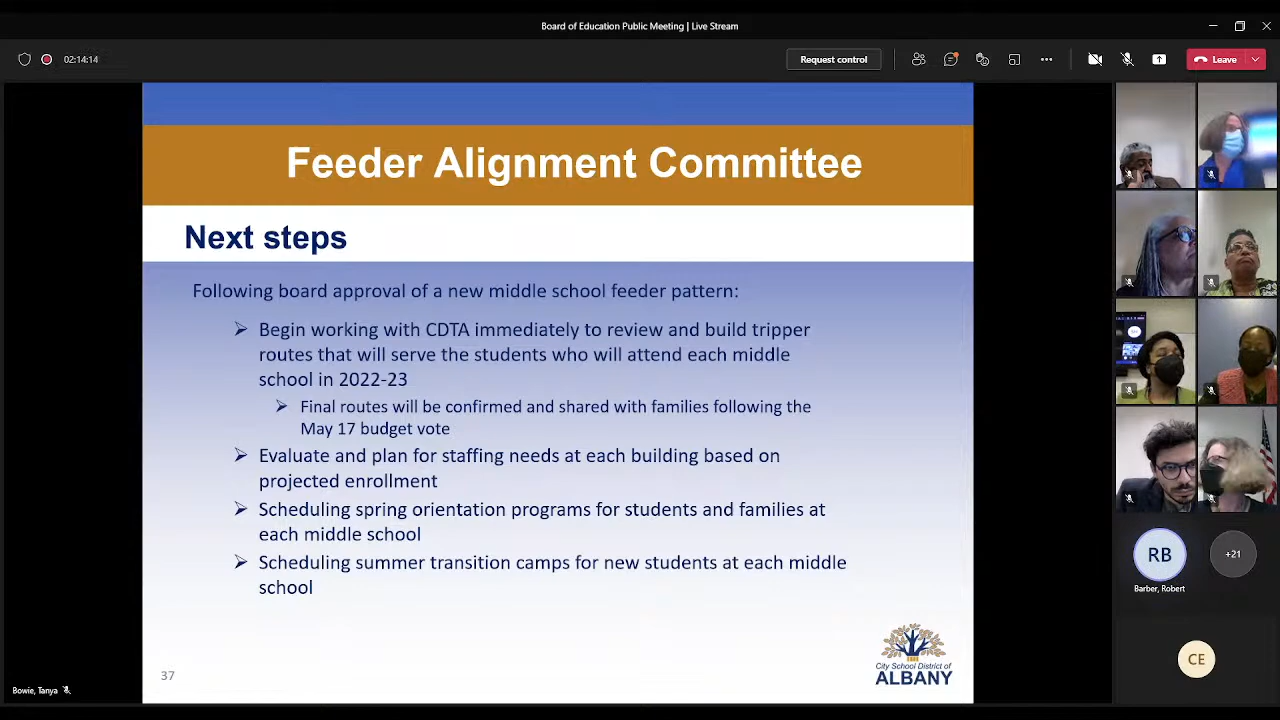 Board of Education Public Meeting | Live Stream
02:14:14
Request control
Leave
Feeder Alignment Committee
Next steps
Following board approval of a new middle school feeder pattern:
Begin working with CDTA immediately to review and build tripper
routes that will serve the students who will attend each middle
school in 2022-23
Final routes will be confirmed and shared with families following the
May 17 budget vote
Evaluate and plan for staffing needs at each building based on
projected enrollment
Scheduling spring orientation programs for students and families at
each middle school
Scheduling summer transition camps for new students at each middle
school
37
City School District of
ALBANY
Bowie, Tanya
RB
+21
Barber, Robert
CE